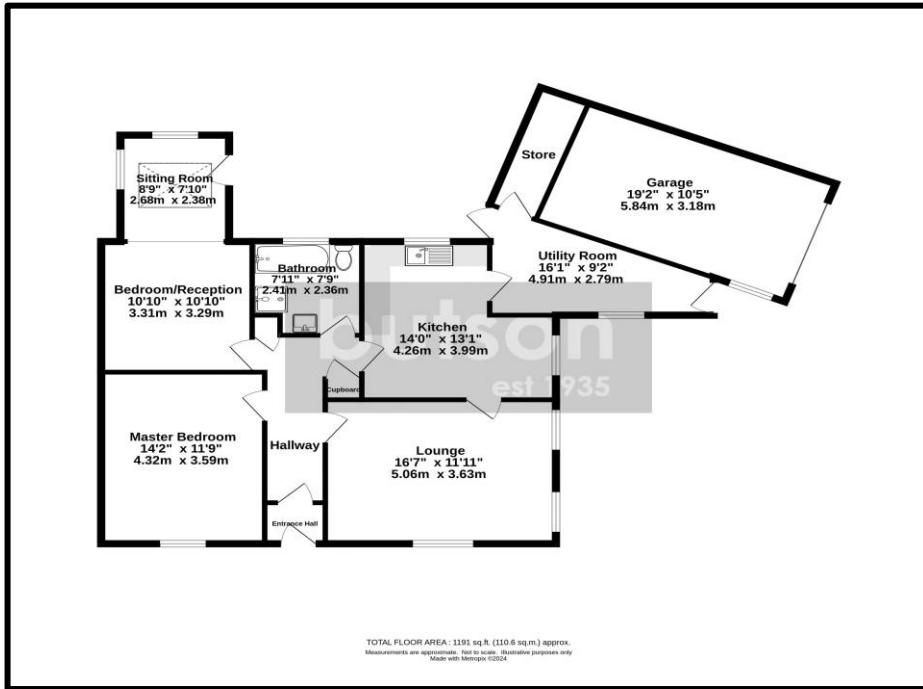 Store
Garage
19'2" x 10'5"
5.84m x 3.18m
Sitting Room
8'9" x 7'10"
2.68m x 2.38m
Utility Room
16'1" x 9'2"
4.91m x 2.79m
Bathroom
7'11" x 7'9"
2.41m x 2.36m
Bedroom/Reception
10'10" x 10'10"
3.31m x 3.29m
Kitchen
14'0" x 13'1"
4.26m x 3.99m
butson
est 1935
Cupboard
Master Bedroom
14'2" x 11'9"
4.32m x 3.59m
Hallway
Lounge
16'7" x 11'11"
5.06m x 3.63m
Entrance Hall
TOTAL FLOOR AREA : 1191 sq.ft. (110.6 sq.m.) approx.
Measurements are approximate. Not to scale. Illustrative purposes only
Made with Metropix ©2024